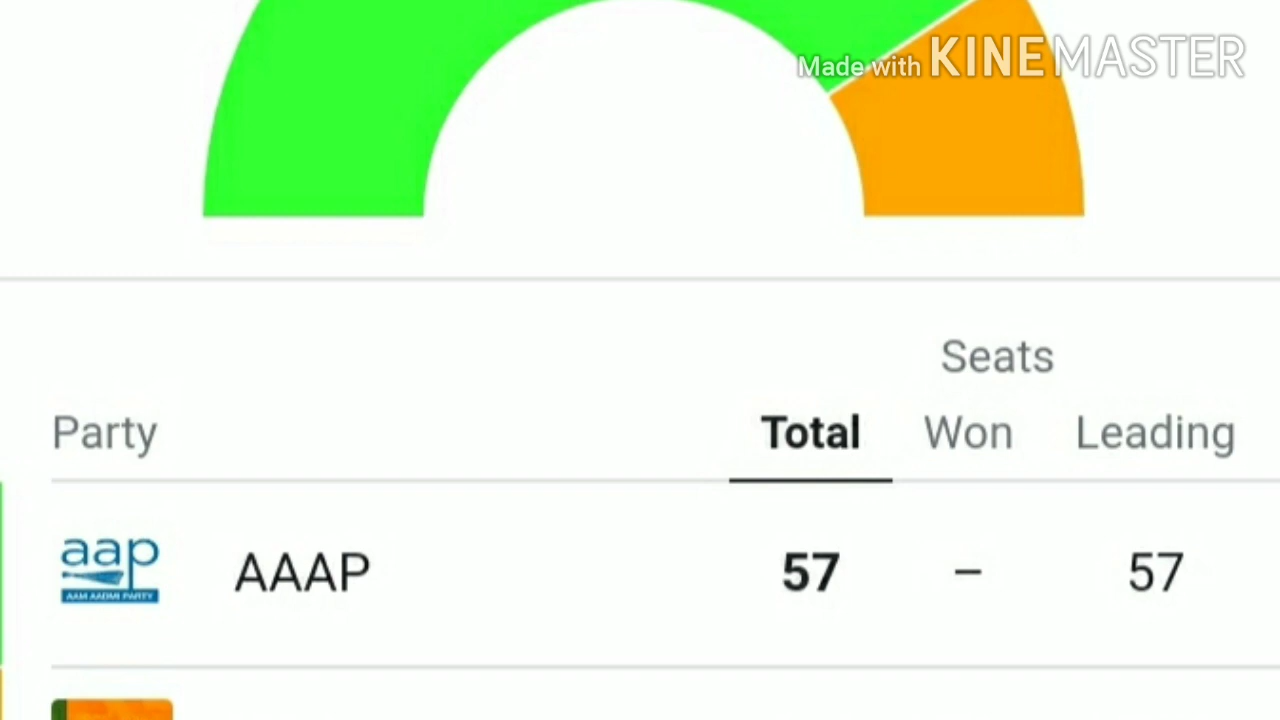 Made with KINEMASTER
Seats
Party Total Won Leading
aap
AAM AADMI PARTY
AAAP 57 – 57